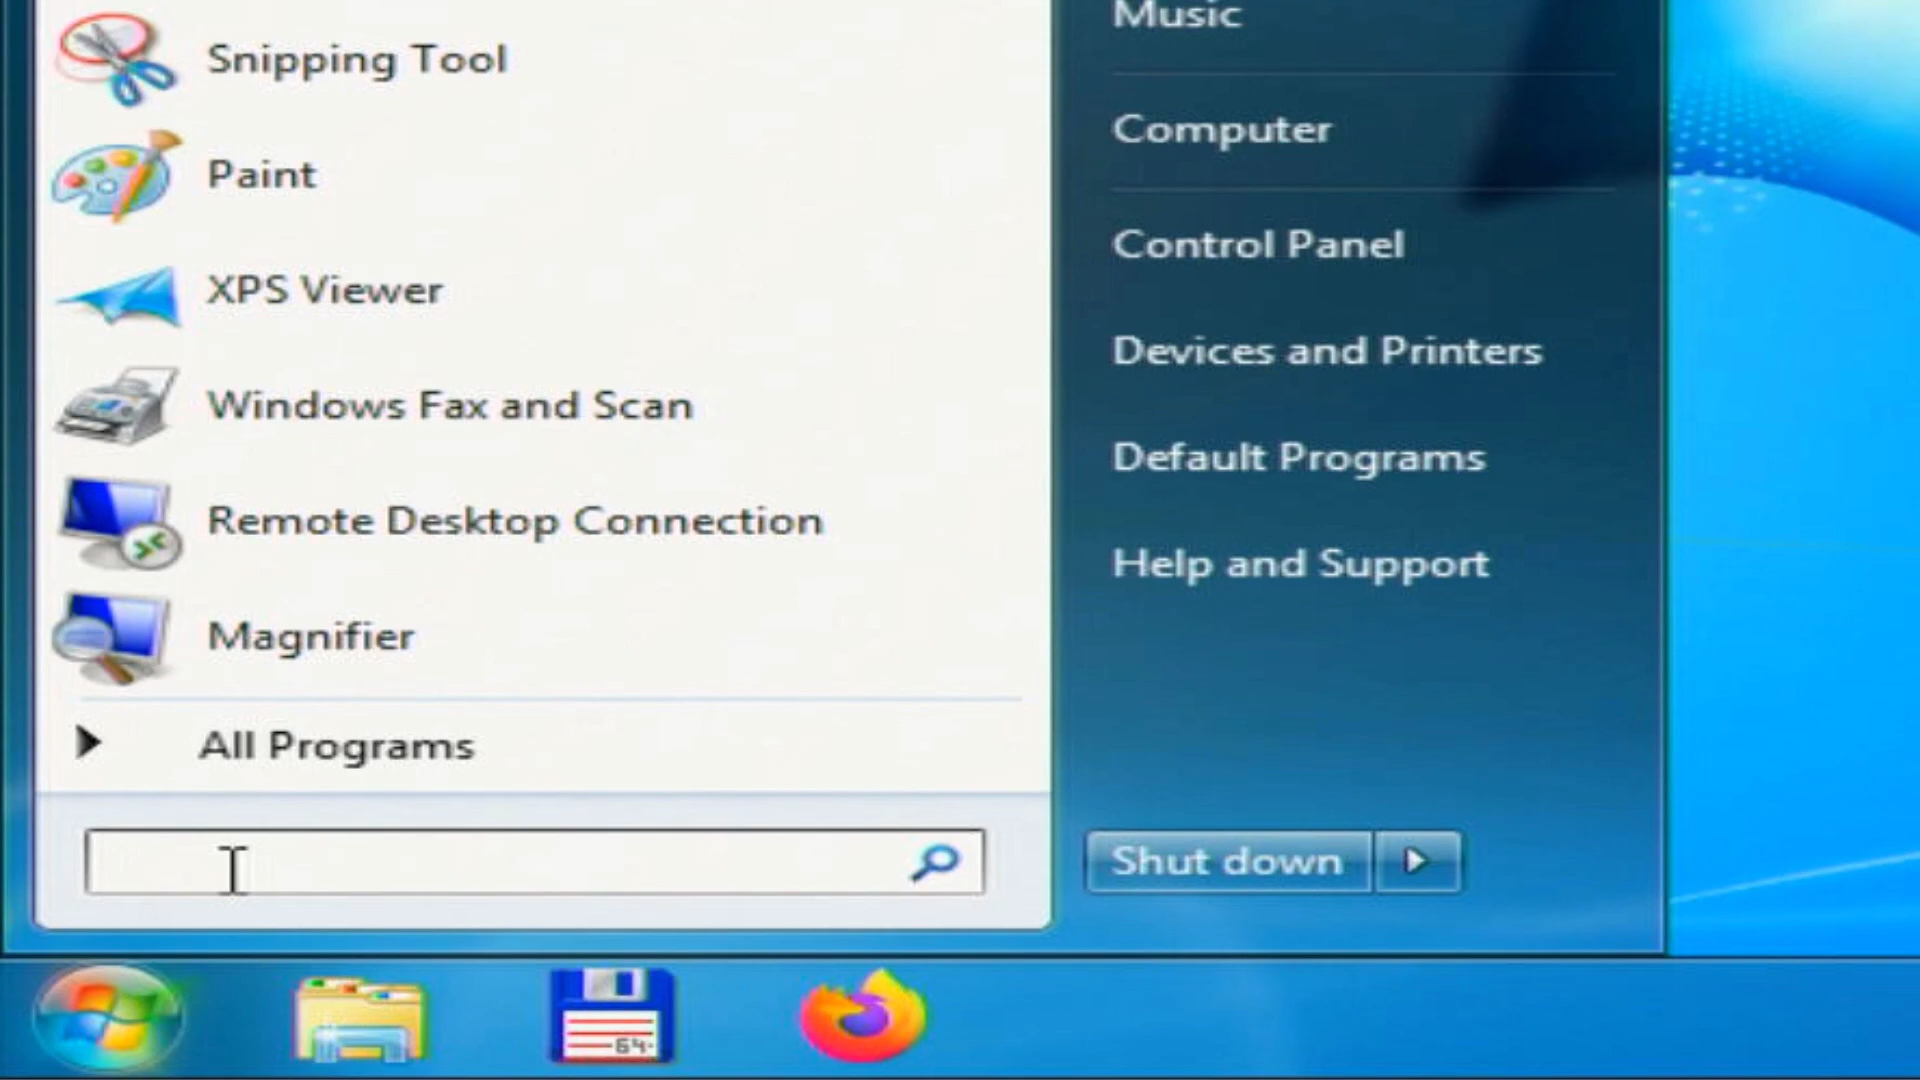 Snipping Tool
Paint
XPS Viewer
Windows Fax and Scan
Remote Desktop Connection
Magnifier
All Programs
Music
Computer
Control Panel
Devices and Printers
Default Programs
Help and Support
Shut down
64